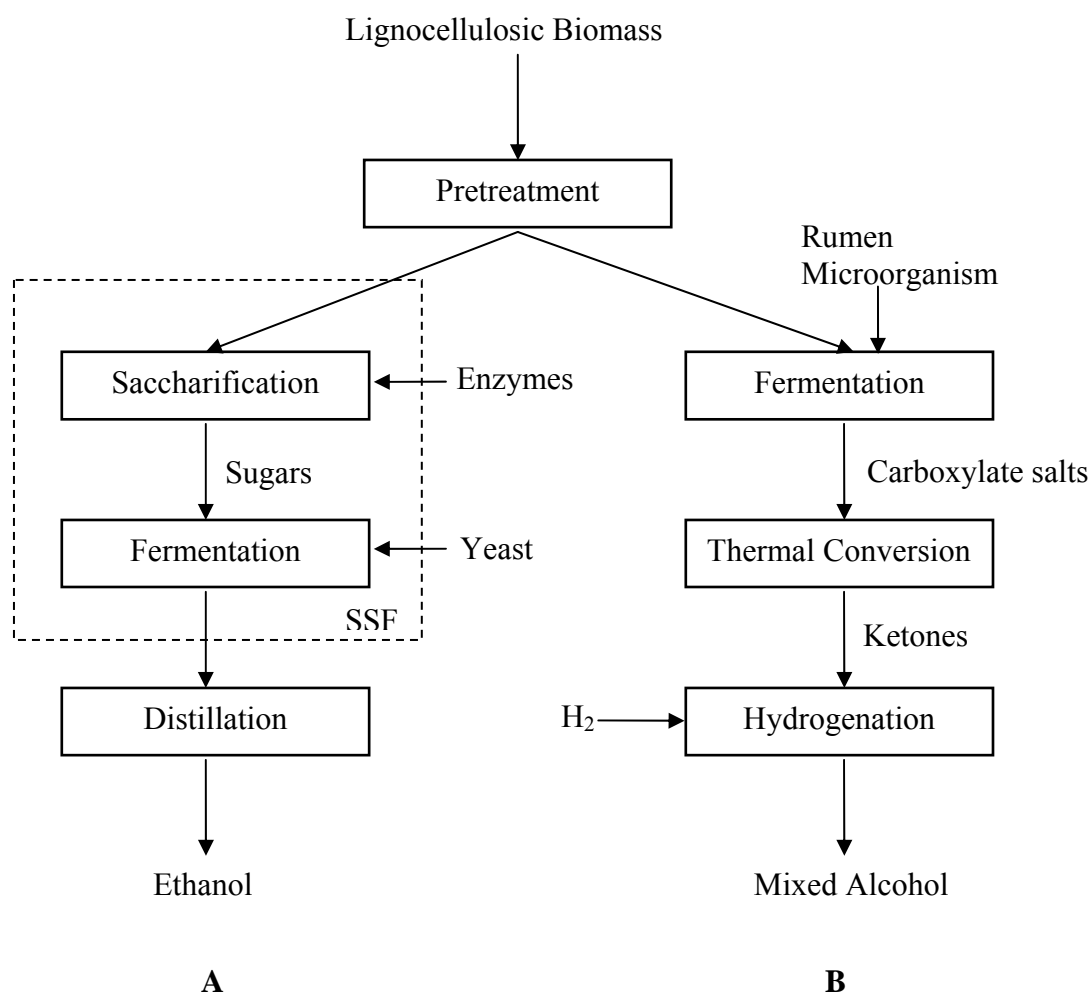 Lignocellulosic Biomass
Pretreatment
Rumen
Microorganism
Saccharification
Enzymes
Fermentation
Sugars
Carboxylate salts
Fermentation
Yeast
Thermal Conversion
SSF
Ketones
Distillation
H₂
Hydrogenation
Ethanol
Mixed Alcohol
A
B